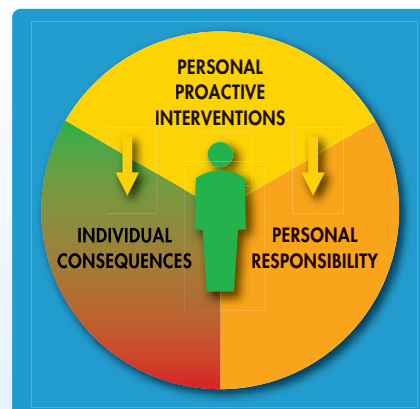 PERSONAL
PROACTIVE
INTERVENTIONS
INDIVIDUAL
CONSEQUENCES
PERSONAL
RESPONSIBILITY